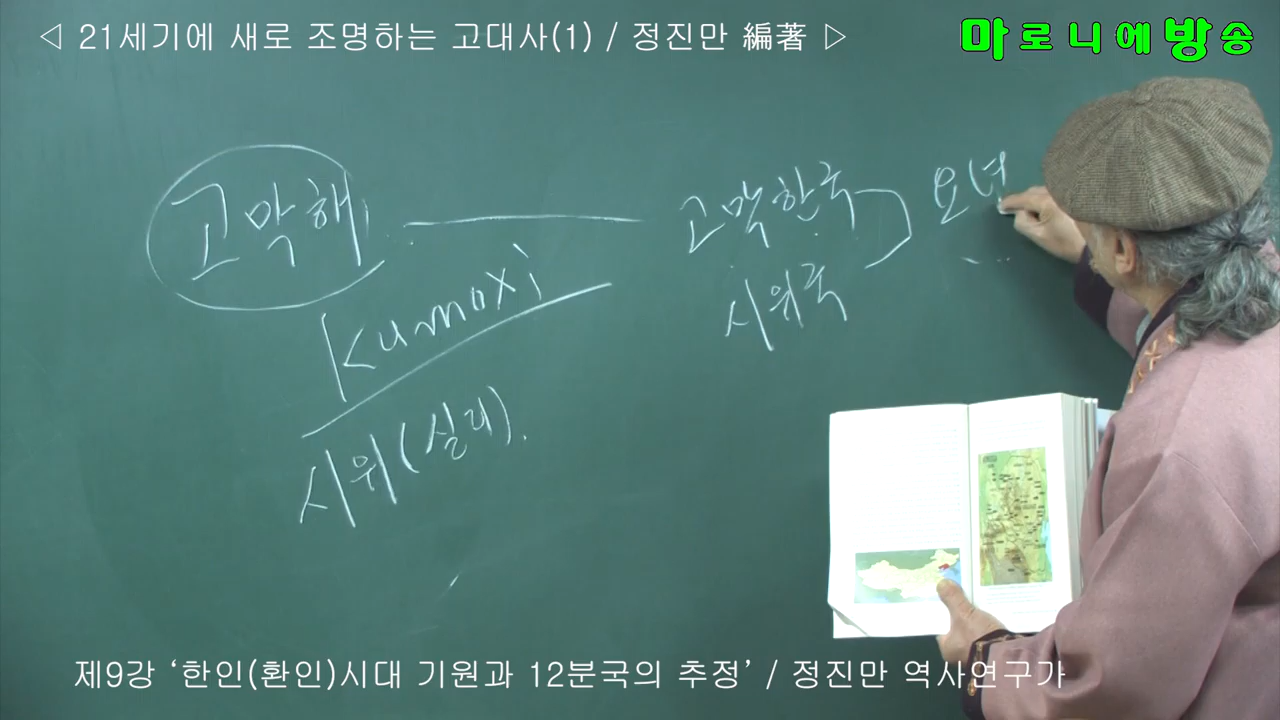 ◁ 21세기에 새로 조명하는 고대사(1) / 정진만 編著 ▷
마로니에방송
고막해
고막한국
오년
kumoxi
시위국
시위(실리).
제9강 ‘한인(환인)시대 기원과 12분국의 추정’ / 정진만 역사연구가